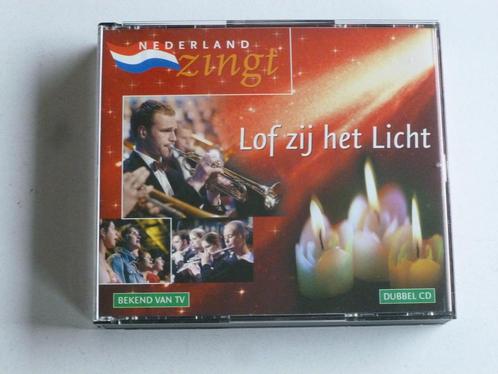 NEDERLAND
zingt
Lof zij het Licht
BEKEND VAN TV
DUBBEL CD